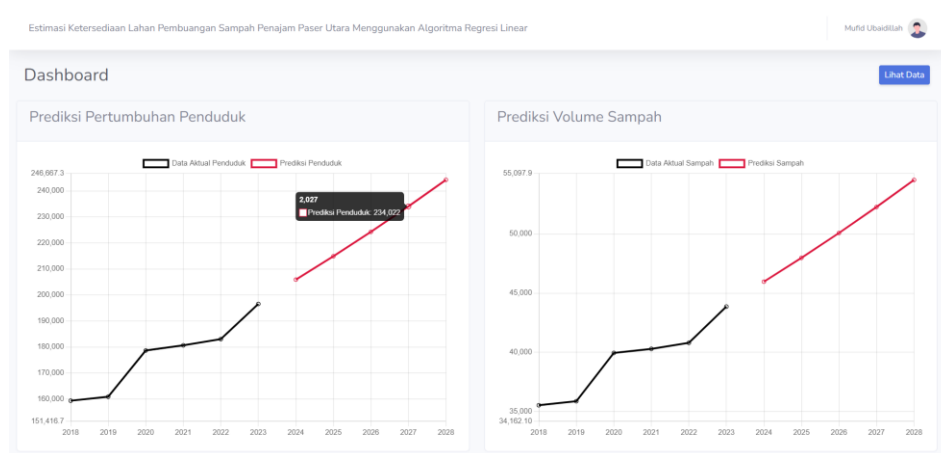 Estimasi Ketersediaan Lahan Pembuangan Sampah Penajam Paser Utara Menggunakan Algoritma Regresi Linear
Mufid Ubaidillah
Dashboard
Lihat Data
Prediksi Pertumbuhan Penduduk
Data Aktual Penduduk Prediksi Penduduk
246,667.3
240,000
230,000
220,000
210,000
200,000
190,000
180,000
170,000
160,000
151,416.7
2,027
Prediksi Penduduk: 234,022
2018 2019 2020 2021 2022 2023 2024 2025 2026 2027 2028
Prediksi Volume Sampah
Data Aktual Sampah Prediksi Sampah
55,097.9
50,000
45,000
40,000
35,000
34,162.10
2018 2019 2020 2021 2022 2023 2024 2025 2026 2027 2028